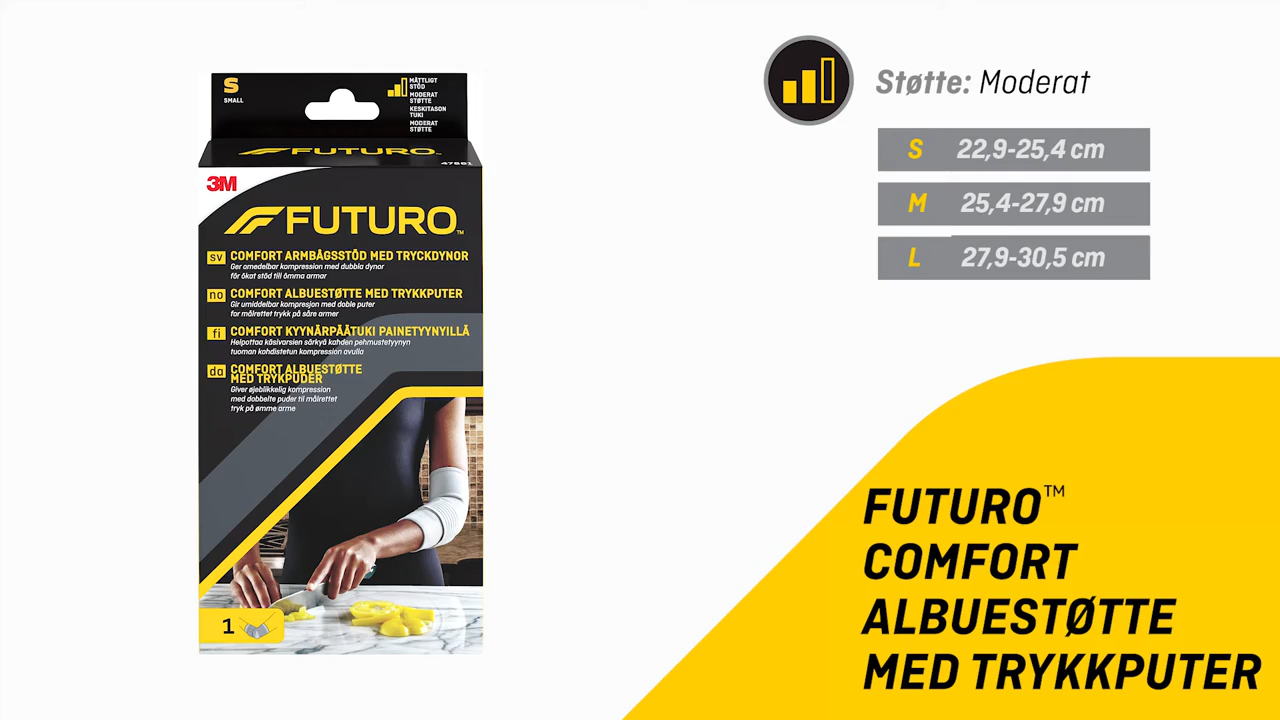 S
SMALL
MÅTTLIGT
STÖD
MODERAT
STØTTE
KESKITASON
TUKI
MODERAT
STØTTE
FUTURO™
47861
3M
FUTURO™
sv COMFORT ARMBÅGSSTÖD MED TRYCKDYNOR
Ger omedelbar kompression med dubbla dynor
för ökat stöd till ömma armar
no COMFORT ALBUESTØTTE MED TRYKKPUTER
Gir umiddelbar kompresjon med doble puter
for målrettet trykk på såre armer
fi COMFORT KYYNÄRPÄÄTUKI PAINETYYNYILLÄ
Helpottaa käsivarsien särkyä kahden pehmustetyynyn
tuoman kohdistetun kompression avulla
da COMFORT ALBUESTØTTE
MED TRYKPUDER
Giver øjeblikkelig kompression
med dobbelte puder til målrettet
tryk på ømme arme
1
Støtte: Moderat
S 22,9-25,4 cm
M 25,4-27,9 cm
L 27,9-30,5 cm
FUTURO™
COMFORT
ALBUESTØTTE
MED TRYKKPUTER